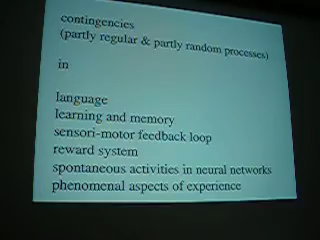 contingencies
(partly regular & partly random processes)
in
language
learning and memory
sensori-motor feedback loop
reward system
spontaneous activities in neural networks
phenomenal aspects of experience